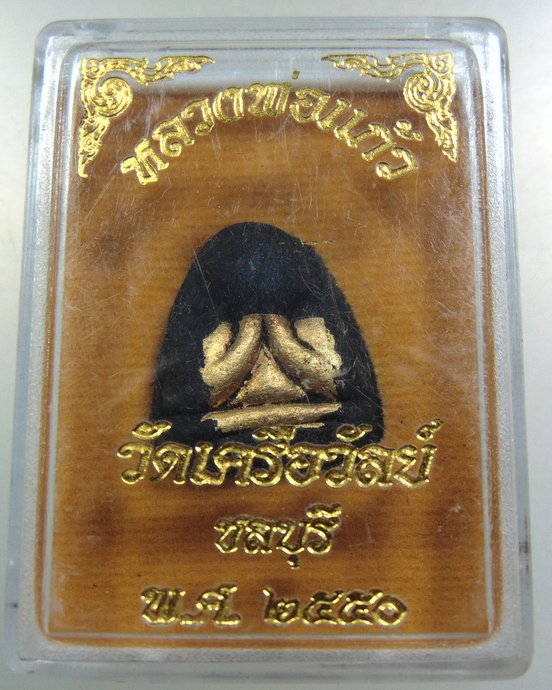 หลวงพ่อแก้ว
วัดเครือวัลย์
ชลบุรี
พ.ศ. ๒๕๕๐